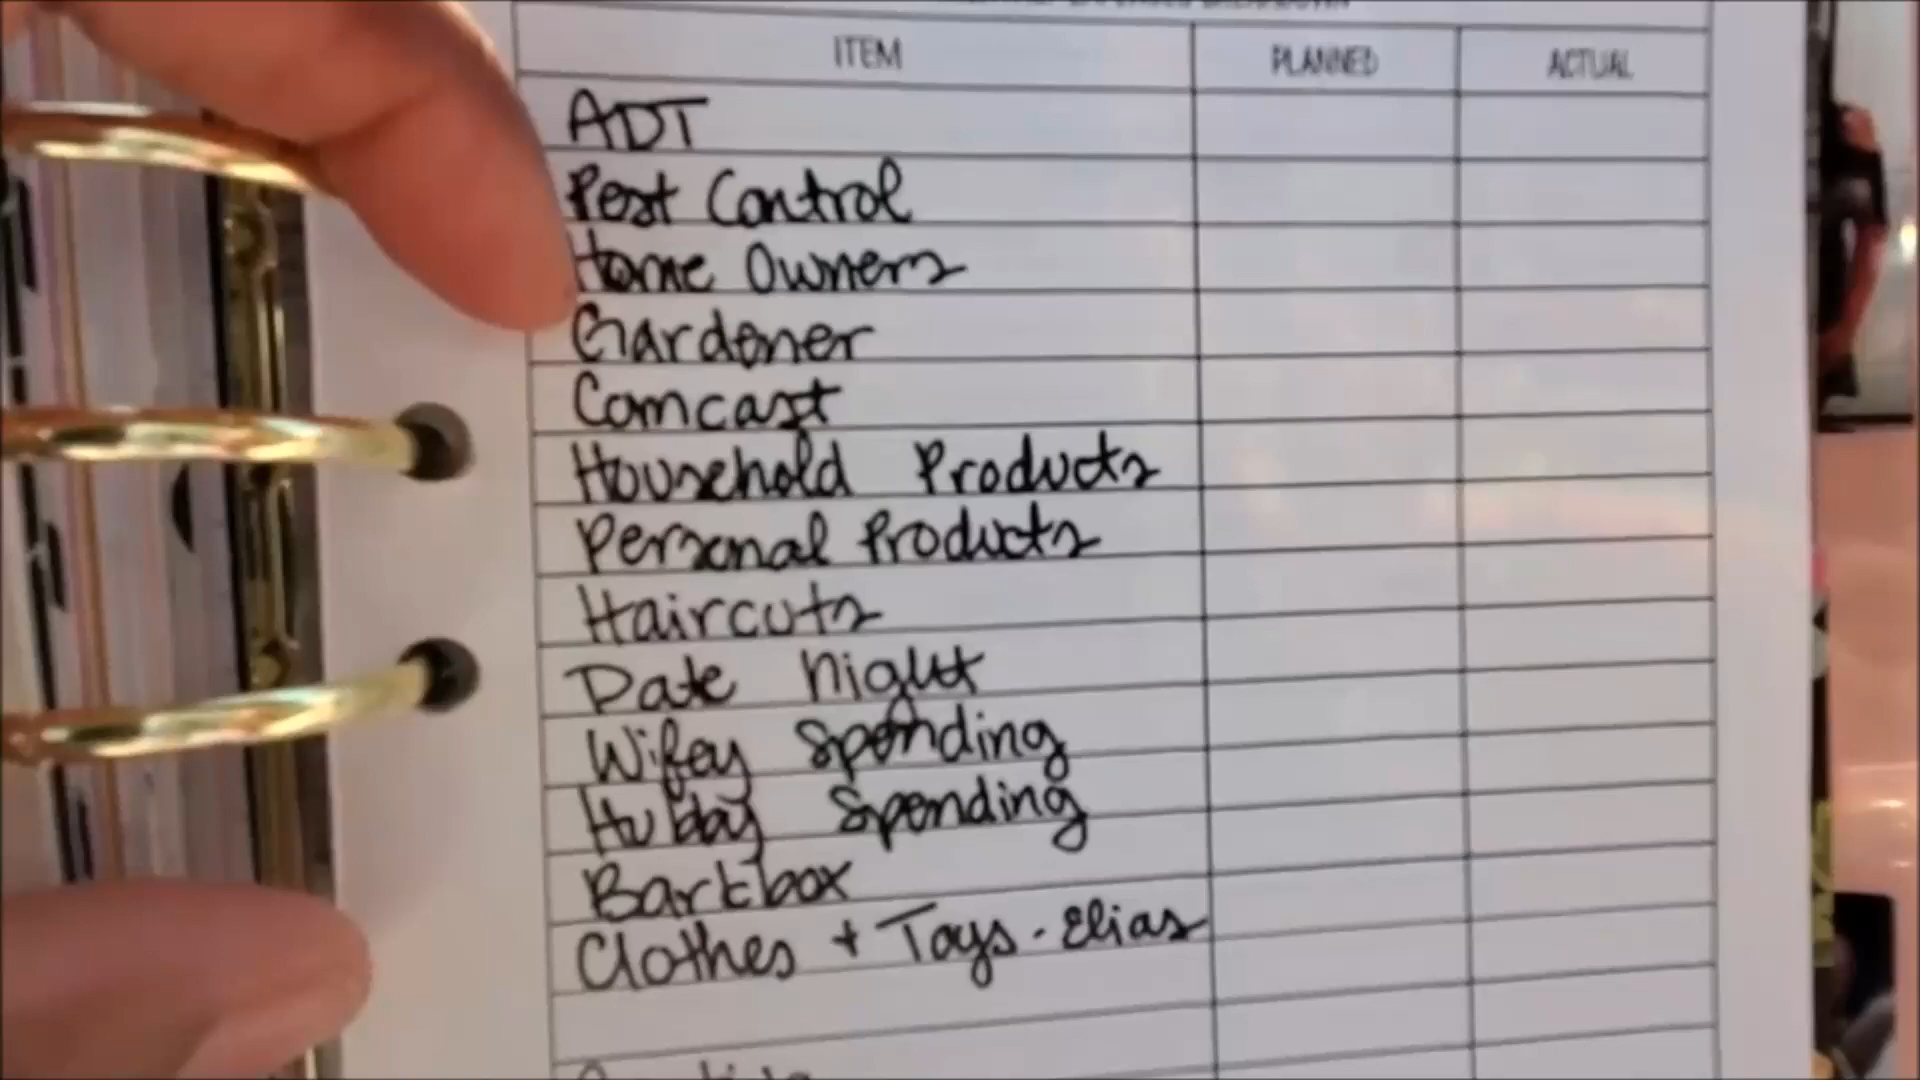 ITEM PLANNED ACTUAL
ADT
Pest Control
Home Owners
Gardener
Comcast
Household Products
Personal Products
Haircuts
Date night
Wifey Spending
Hubby Spending
Barkbox
Clothes + Toys - Elias